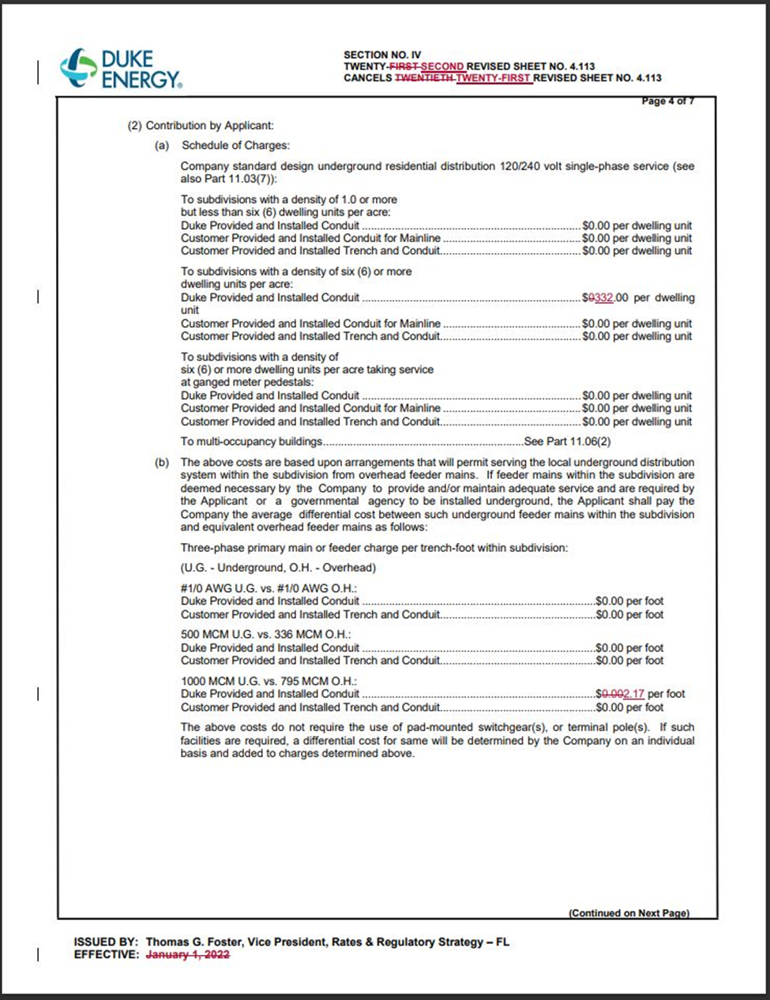 DUKE
ENERGY®
SECTION NO. IV
TWENTY-FIRST SECOND REVISED SHEET NO. 4.113
CANCELS TWENTIETH TWENTY-FIRST REVISED SHEET NO. 4.113
Page 4 of 7
(2) Contribution by Applicant:
(a) Schedule of Charges:
Company standard design underground residential distribution 120/240 volt single-phase service (see
also Part 11.03(7)):
To subdivisions with a density of 1.0 or more
but less than six (6) dwelling units per acre:
Duke Provided and Installed Conduit ................................................................ $0.00 per dwelling unit
Customer Provided and Installed Conduit for Mainline ........................................ $0.00 per dwelling unit
Customer Provided and Installed Trench and Conduit......................................... $0.00 per dwelling unit
To subdivisions with a density of six (6) or more
dwelling units per acre:
Duke Provided and Installed Conduit ................................................................ $0332.00 per dwelling
unit
Customer Provided and Installed Conduit for Mainline ........................................ $0.00 per dwelling unit
Customer Provided and Installed Trench and Conduit......................................... $0.00 per dwelling unit
To subdivisions with a density of
six (6) or more dwelling units per acre taking service
at ganged meter pedestals:
Duke Provided and Installed Conduit ................................................................ $0.00 per dwelling unit
Customer Provided and Installed Conduit for Mainline ........................................ $0.00 per dwelling unit
Customer Provided and Installed Trench and Conduit......................................... $0.00 per dwelling unit
To multi-occupancy buildings...........................................................See Part 11.06(2)
(b) The above costs are based upon arrangements that will permit serving the local underground distribution
system within the subdivision from overhead feeder mains. If feeder mains within the subdivision are
deemed necessary by the Company to provide and/or maintain adequate service and are required by
the Applicant or a governmental agency to be installed underground, the Applicant shall pay the
Company the average differential cost between such underground feeder mains within the subdivision
and equivalent overhead feeder mains as follows:
Three-phase primary main or feeder charge per trench-foot within subdivision:
(U.G. - Underground, O.H. - Overhead)
#1/0 AWG U.G. vs. #1/0 AWG O.H.:
Duke Provided and Installed Conduit ....................................................................$0.00 per foot
Customer Provided and Installed Trench and Conduit.............................................$0.00 per foot
500 MCM U.G. vs. 336 MCM O.H.:
Duke Provided and Installed Conduit ....................................................................$0.00 per foot
Customer Provided and Installed Trench and Conduit.............................................$0.00 per foot
1000 MCM U.G. vs. 795 MCM O.H.:
Duke Provided and Installed Conduit ....................................................................$0.002.17 per foot
Customer Provided and Installed Trench and Conduit.............................................$0.00 per foot
The above costs do not require the use of pad-mounted switchgear(s), or terminal pole(s). If such
facilities are required, a differential cost for same will be determined by the Company on an individual
basis and added to charges determined above.
(Continued on Next Page)
ISSUED BY: Thomas G. Foster, Vice President, Rates & Regulatory Strategy – FL
EFFECTIVE: January 1, 2022